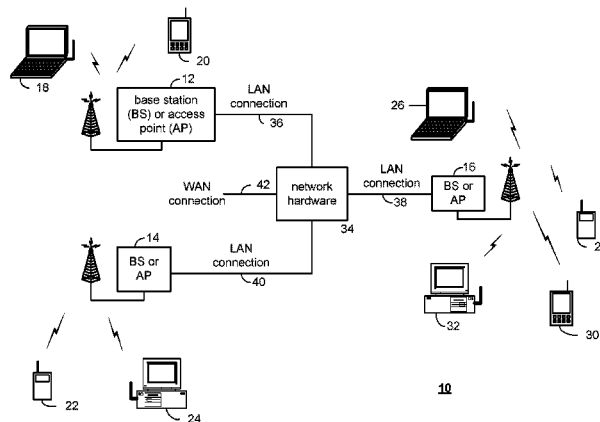 18
20
12
base station
(BS) or access
point (AP)
LAN
connection
36
26
WAN
connection
42
network
hardware
34
LAN
connection
38
16
BS or
AP
14
BS or
AP
LAN
connection
40
2
32
30
22
24
10